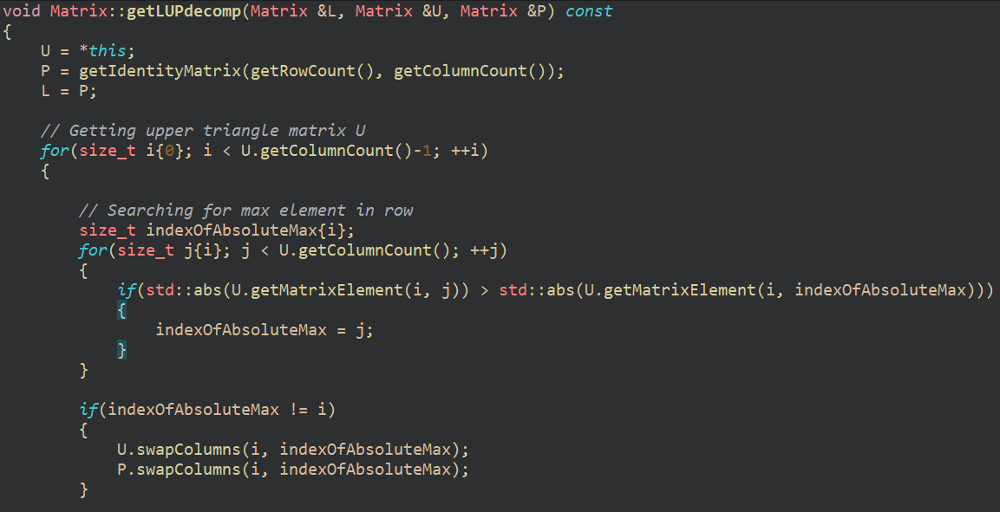 void Matrix::getLUPdecomp(Matrix &L, Matrix &U, Matrix &P) const
{
    U = *this;
    P = getIdentityMatrix(getRowCount(), getColumnCount());
    L = P;

    // Getting upper triangle matrix U
    for(size_t i{0}; i < U.getColumnCount()-1; ++i)
    {

        // Searching for max element in row
        size_t indexOfAbsoluteMax{i};
        for(size_t j{i}; j < U.getColumnCount(); ++j)
        {
            if(std::abs(U.getMatrixElement(i, j)) > std::abs(U.getMatrixElement(i, indexOfAbsoluteMax)))
            {
                indexOfAbsoluteMax = j;
            }
        }

        if(indexOfAbsoluteMax != i)
        {
            U.swapColumns(i, indexOfAbsoluteMax);
            P.swapColumns(i, indexOfAbsoluteMax);
        }